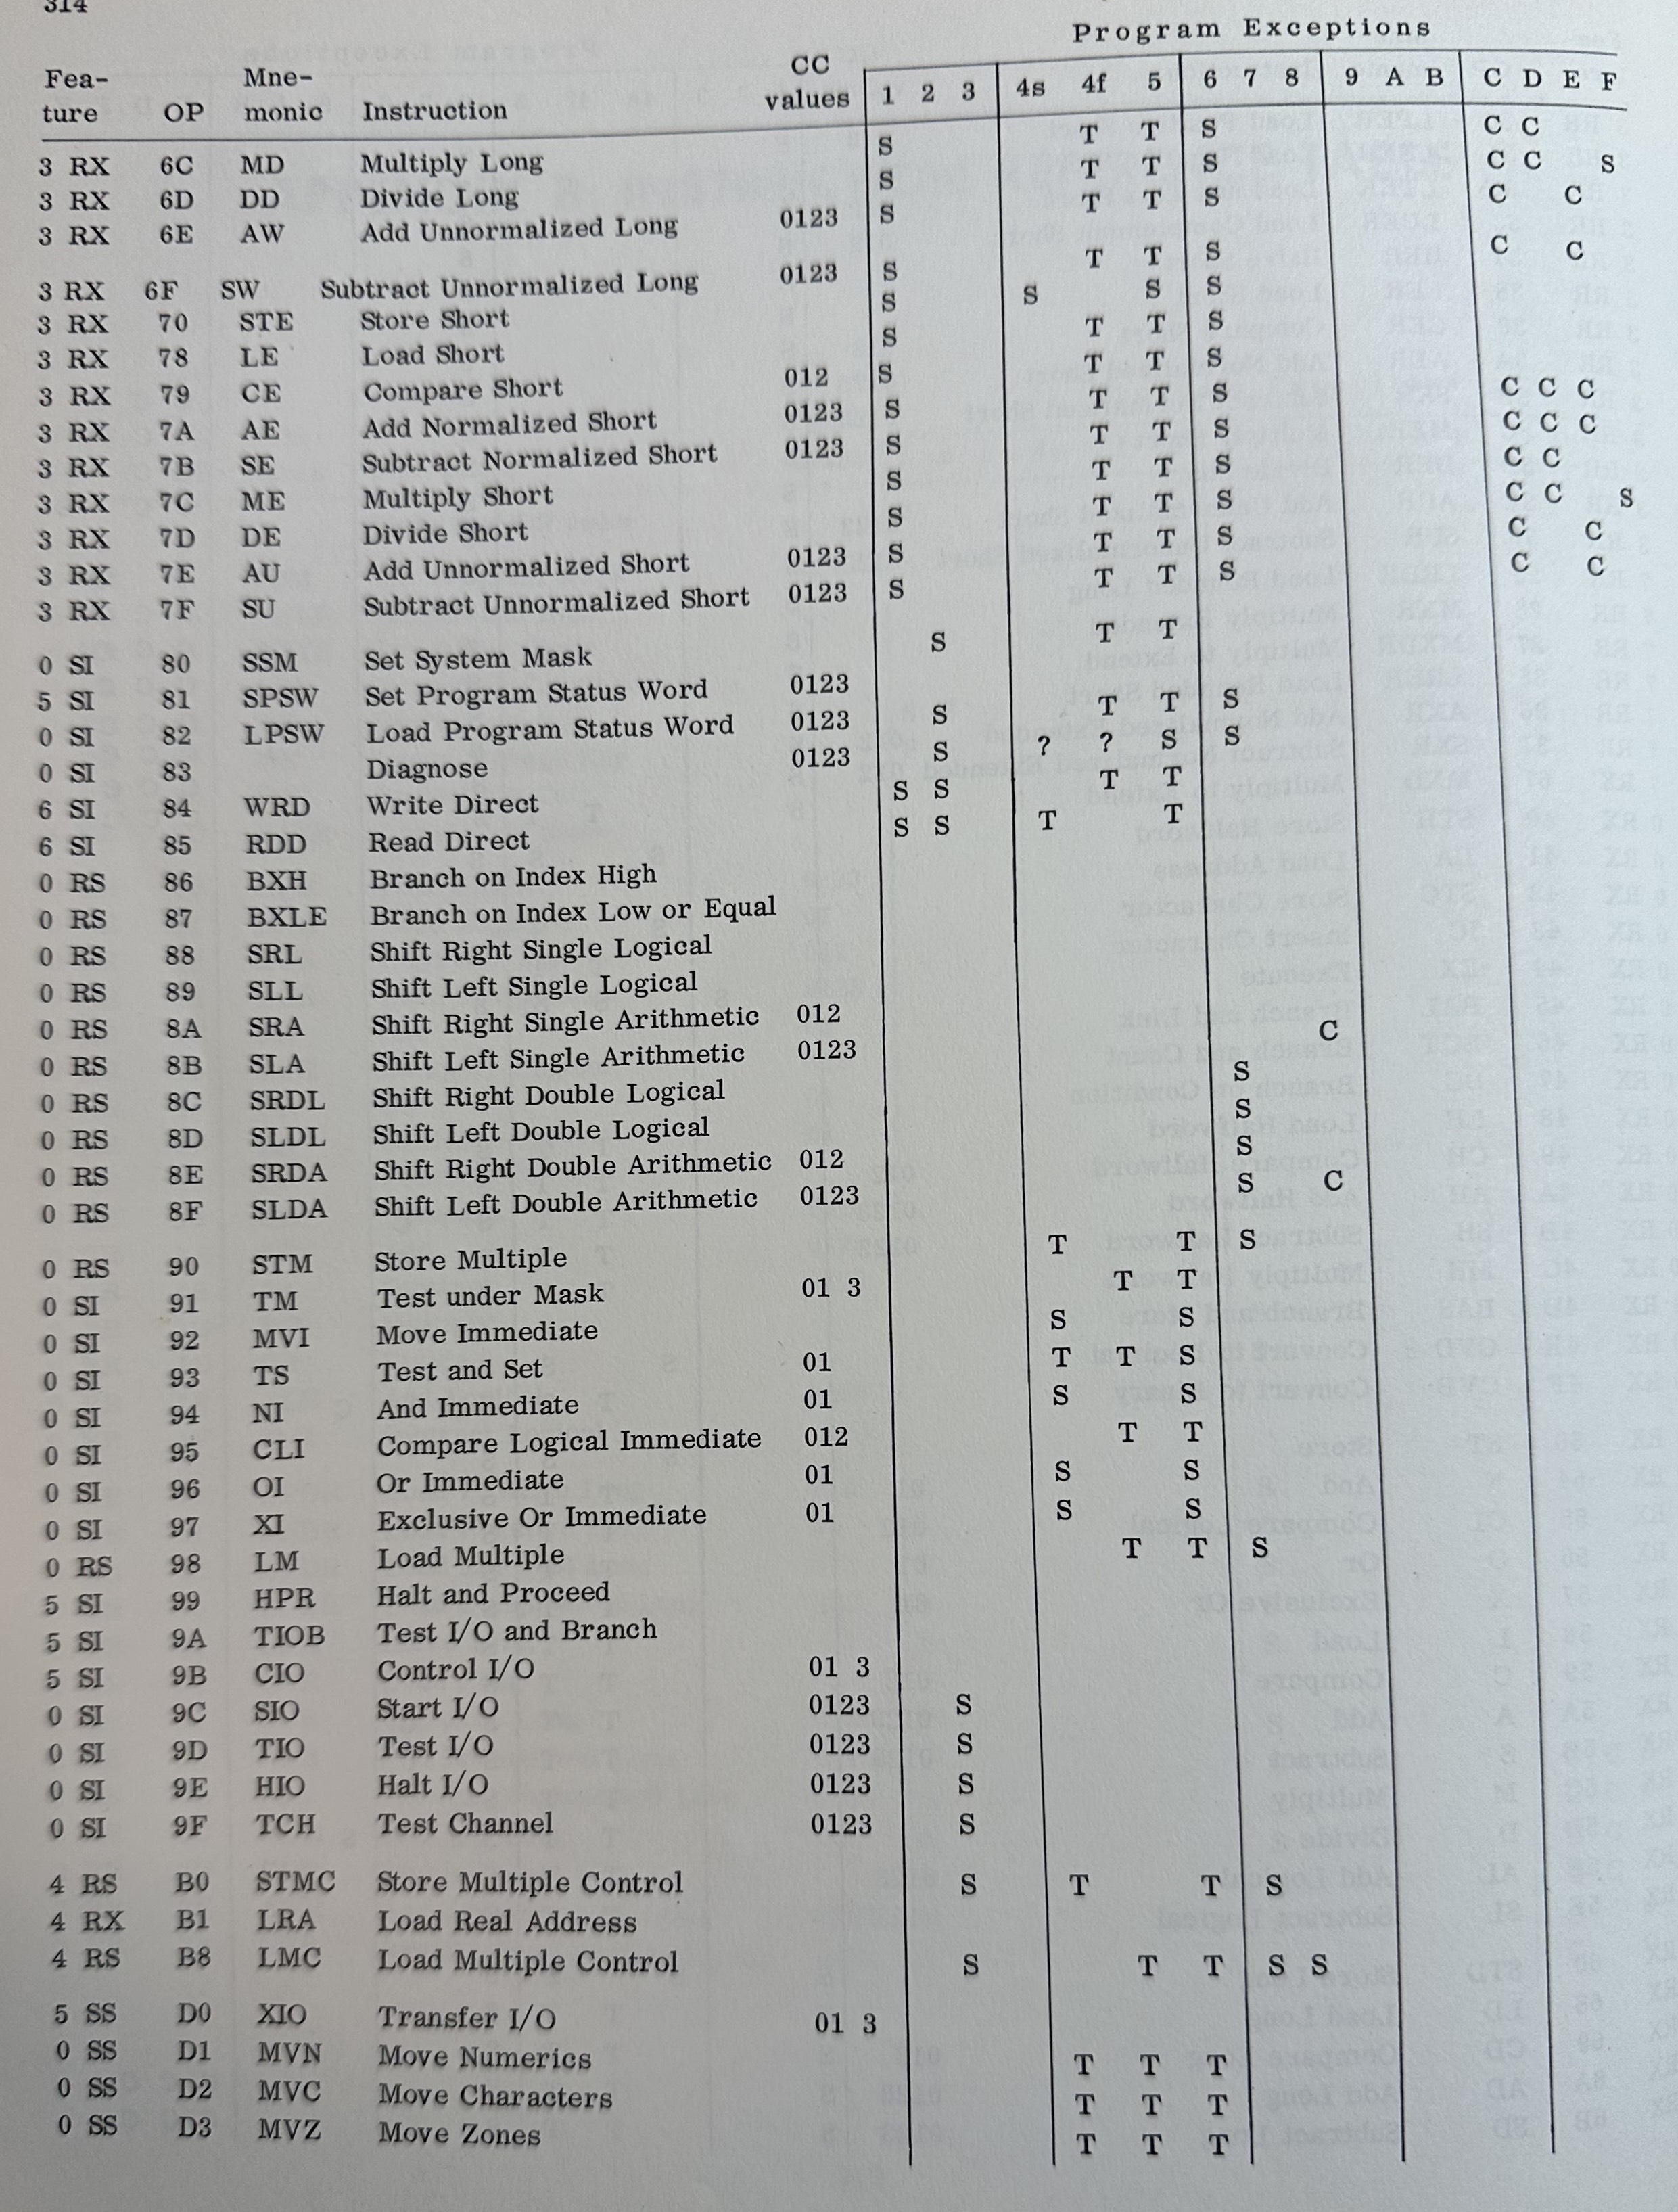 314
Program Exceptions
Fea- Mne- CC
ture OP monic Instruction values 1 2 3 4s 4f 5 6 7 8 9 A B C D E F
3 RX 6C MD Multiply Long S T T S C C
3 RX 6D DD Divide Long S T T S C C S
3 RX 6E AW Add Unnormalized Long 0123 S T T S C C
3 RX 6F SW Subtract Unnormalized Long 0123 S T T S C C
3 RX 70 STE Store Short S S S S
3 RX 78 LE Load Short S T T S
3 RX 79 CE Compare Short 012 S T T S
3 RX 7A AE Add Normalized Short 0123 S T T S C C C
3 RX 7B SE Subtract Normalized Short 0123 S T T S C C C
3 RX 7C ME Multiply Short S T T S C C
3 RX 7D DE Divide Short S T T S C C S
3 RX 7E AU Add Unnormalized Short 0123 S T T S C C
3 RX 7F SU Subtract Unnormalized Short 0123 S T T S C C
0 SI 80 SSM Set System Mask S T T
5 SI 81 SPSW Set Program Status Word 0123
0 SI 82 LPSW Load Program Status Word 0123 S T T S
0 SI 83 Diagnose 0123 S ? ? S S
6 SI 84 WRD Write Direct S S T T
6 SI 85 RDD Read Direct S S T T
0 RS 86 BXH Branch on Index High
0 RS 87 BXLE Branch on Index Low or Equal
0 RS 88 SRL Shift Right Single Logical
0 RS 89 SLL Shift Left Single Logical
0 RS 8A SRA Shift Right Single Arithmetic 012
0 RS 8B SLA Shift Left Single Arithmetic 0123 C
0 RS 8C SRDL Shift Right Double Logical S
0 RS 8D SLDL Shift Left Double Logical S
0 RS 8E SRDA Shift Right Double Arithmetic 012 S
0 RS 8F SLDA Shift Left Double Arithmetic 0123 S C
0 RS 90 STM Store Multiple T T S
0 SI 91 TM Test under Mask 01 3 T T
0 SI 92 MVI Move Immediate S S
0 SI 93 TS Test and Set 01 T T S
0 SI 94 NI And Immediate 01 S S
0 SI 95 CLI Compare Logical Immediate 012 T T
0 SI 96 OI Or Immediate 01 S S
0 SI 97 XI Exclusive Or Immediate 01 S S
0 RS 98 LM Load Multiple T T S
5 SI 99 HPR Halt and Proceed
5 SI 9A TIOB Test I/O and Branch
5 SI 9B CIO Control I/O 01 3
0 SI 9C SIO Start I/O 0123 S
0 SI 9D TIO Test I/O 0123 S
0 SI 9E HIO Halt I/O 0123 S
0 SI 9F TCH Test Channel 0123 S
4 RS B0 STMC Store Multiple Control S T T S
4 RX B1 LRA Load Real Address
4 RS B8 LMC Load Multiple Control S T T S S
5 SS D0 XIO Transfer I/O 01 3
0 SS D1 MVN Move Numerics T T T
0 SS D2 MVC Move Characters T T T
0 SS D3 MVZ Move Zones T T T